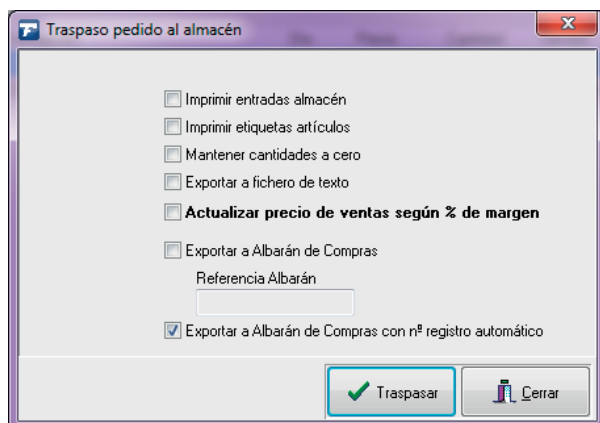 Traspaso pedido al almacén
Imprimir entradas almacén
Imprimir etiquetas artículos
Mantener cantidades a cero
Exportar a fichero de texto
Actualizar precio de ventas según % de margen
Exportar a Albarán de Compras
Referencia Albarán
Exportar a Albarán de Compras con nº registro automático
Traspasar
Cerrar